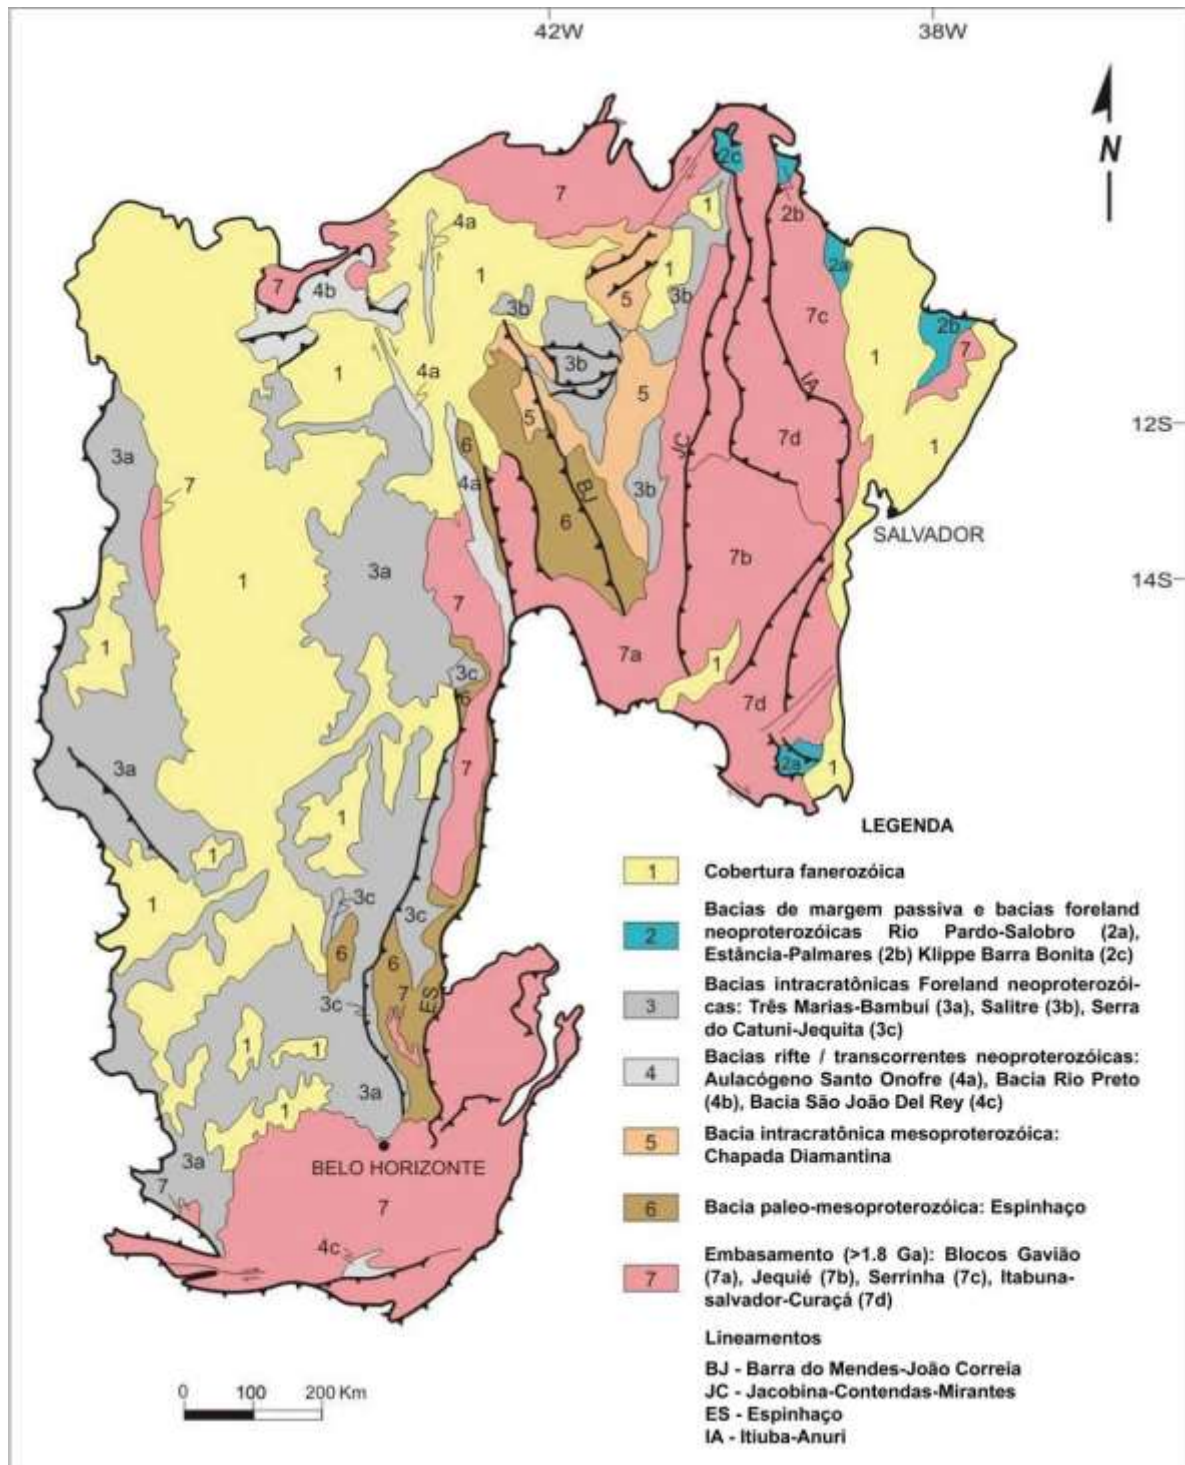 42W
38W
N
2c
7
2b
1
4a
2a
7
4b
1
1
5
3b
3b
7c
2b
7
1
1
4a
3b
IA
5
5
12S
3a
6
7d
1
JC
7
4a
3b
BJ
6
SALVADOR
1
3a
7b
14S
7
1
7a
1
3c
6
7d
3a
7
2a
1
1
1
1
3c
3c
6
6
3c
7
ES
1
1
3a
1
3a
BELO HORIZONTE
7
7
4c
0 100 200 Km
LEGENDA
1 Cobertura fanerozóica
Bacias de margem passiva e bacias foreland
2 neoproterozóicas Rio Pardo-Salobro (2a),
Estância-Palmares (2b) Klippe Barra Bonita (2c)
Bacias intracratônicas Foreland neoproterozói-
3 cas: Três Marias-Bambuí (3a), Salitre (3b), Serra
do Catuni-Jequita (3c)
Bacias rifte / transcorrentes neoproterozóicas:
4 Aulacógeno Santo Onofre (4a), Bacia Rio Preto
(4b), Bacia São João Del Rey (4c)
5 Bacia intracratônica mesoproterozóica:
Chapada Diamantina
6 Bacia paleo-mesoproterozóica: Espinhaço
Embasamento (>1.8 Ga): Blocos Gavião
7 (7a), Jequié (7b), Serrinha (7c), Itabuna-
salvador-Curaçá (7d)
Lineamentos
BJ - Barra do Mendes-João Correia
JC - Jacobina-Contendas-Mirantes
ES - Espinhaço
IA - Itiuba-Anuri